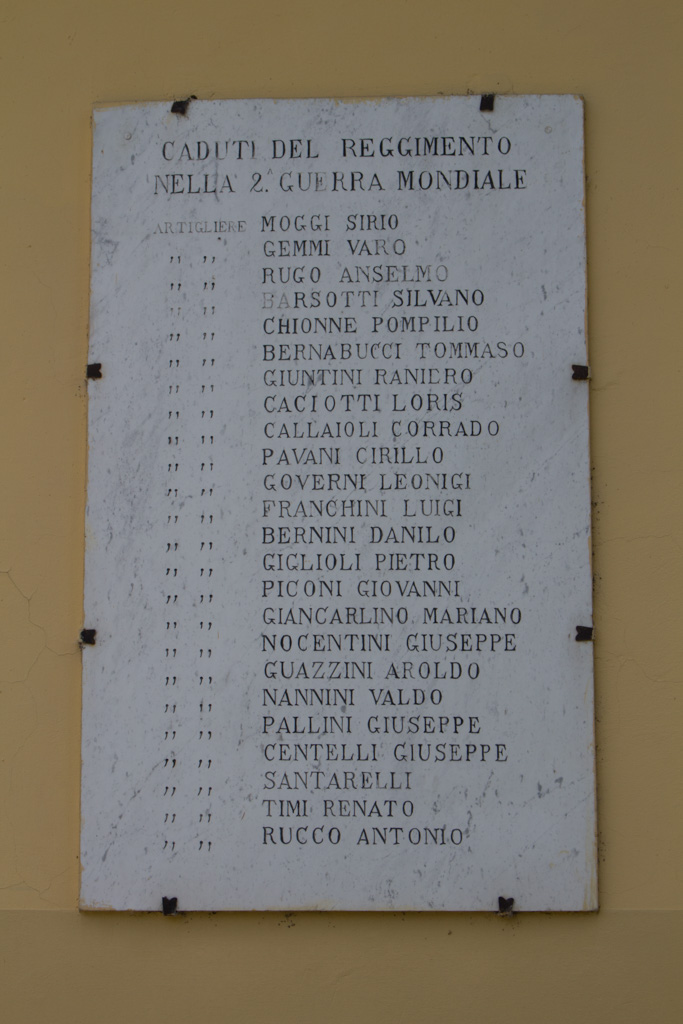 CADUTI DEL REGGIMENTO
NELLA 2.ª GUERRA MONDIALE
ARTIGLIERE MOGGI SIRIO
,, ,, GEMMI VARO
,, ,, RUGO ANSELMO
,, ,, BARSOTTI SILVANO
,, ,, CHIONNE POMPILIO
,, ,, BERNABUCCI TOMMASO
,, ,, GIUNTINI RANIERO
,, ,, CACIOTTI LORIS
,, ,, CALLAIOLI CORRADO
,, ,, PAVANI CIRILLO
,, ,, GOVERNI LEONIGI
,, ,, FRANCHINI LUIGI
,, ,, BERNINI DANILO
,, ,, GIGLIOLI PIETRO
,, ,, PICONI GIOVANNI
,, ,, GIANCARLINO MARIANO
,, ,, NOCENTINI GIUSEPPE
,, ,, GUAZZINI AROLDO
,, ,, NANNINI VALDO
,, ,, PALLINI GIUSEPPE
,, ,, CENTELLI GIUSEPPE
,, ,, SANTARELLI
,, ,, TIMI RENATO
,, ,, RUCCO ANTONIO